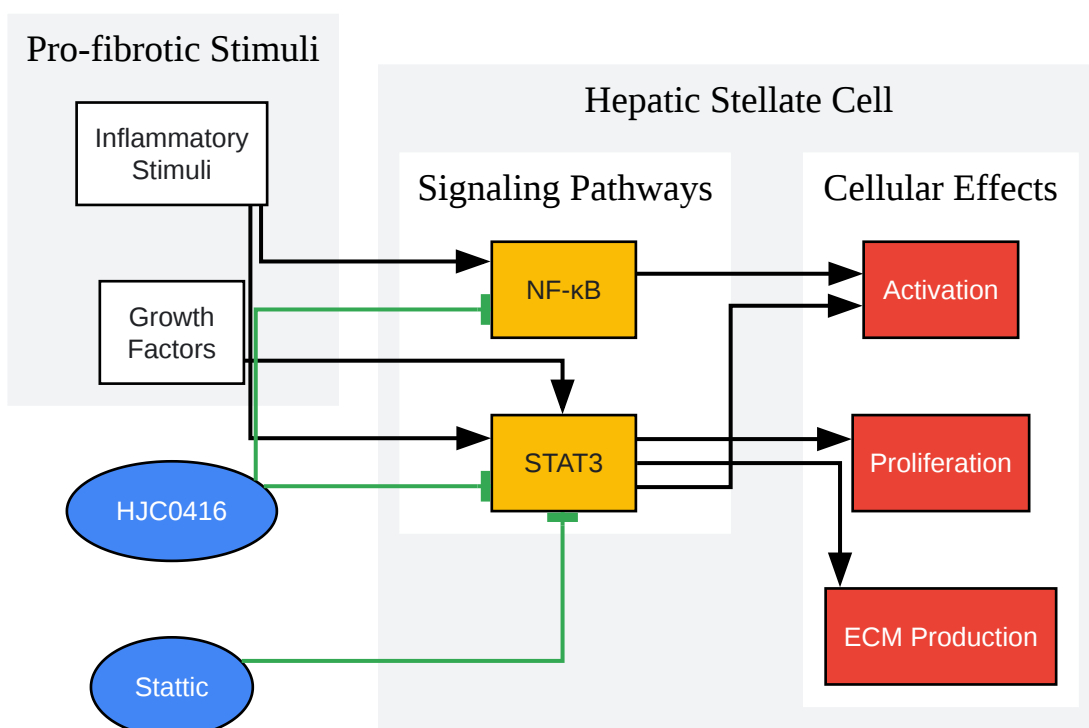 Pro-fibrotic Stimuli
Inflammatory
Stimuli
Growth
Factors
HJC0416
Stattic
Hepatic Stellate Cell
Signaling Pathways
NF-κB
STAT3
Cellular Effects
Activation
Proliferation
ECM Production